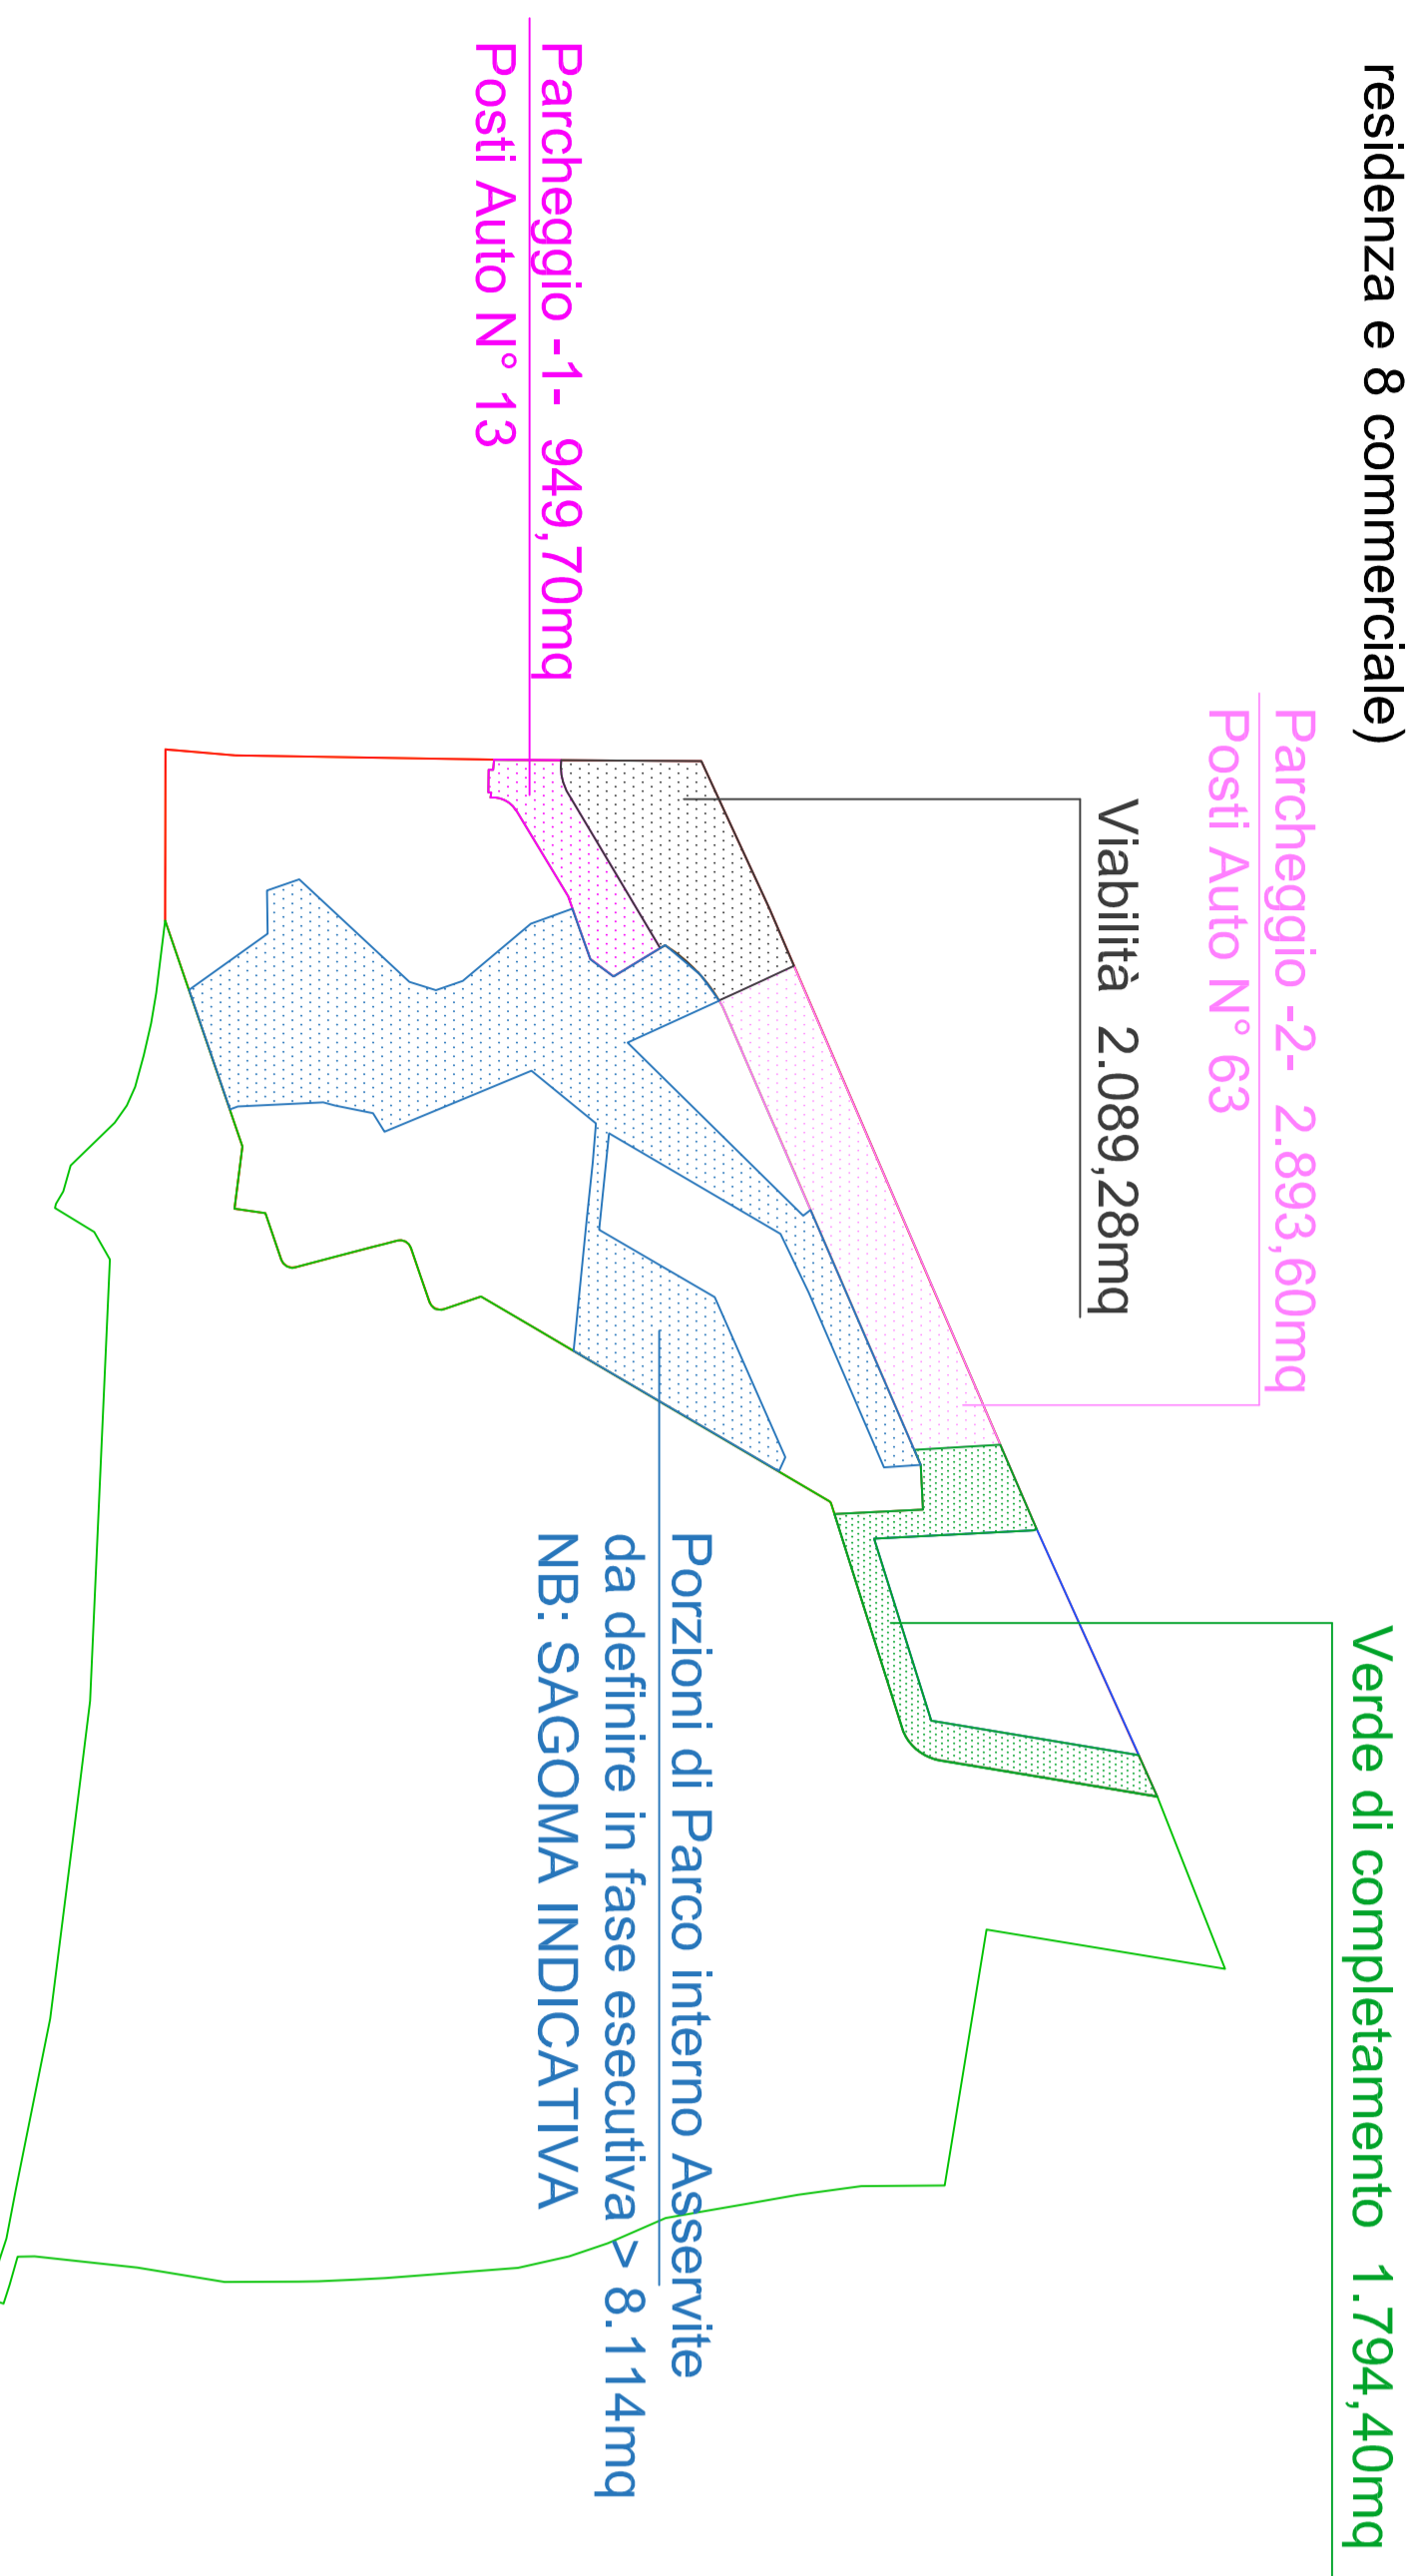 residenza e 8 commerciale)
Verde di completamento 1.794,40mq
Parcheggio -2- 2.893,60mq
Posti Auto N° 63
Viabilità 2.089,28mq
Porzioni di Parco interno Asservite
da definire in fase esecutiva > 8.114mq
NB: SAGOMA INDICATIVA
Parcheggio -1- 949,70mq
Posti Auto N° 13